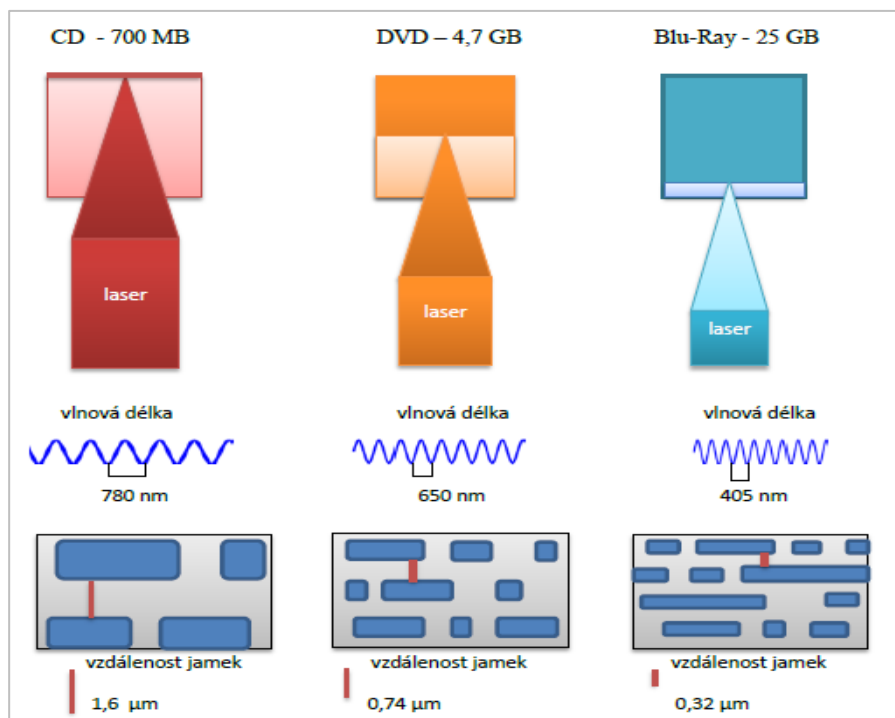 CD - 700 MB
DVD – 4,7 GB
Blu-Ray - 25 GB
laser
laser
laser
vlnová délka
vlnová délka
vlnová délka
780 nm
650 nm
405 nm
vzdálenost jamek
vzdálenost jamek
vzdálenost jamek
1,6 µm
0,74 µm
0,32 µm